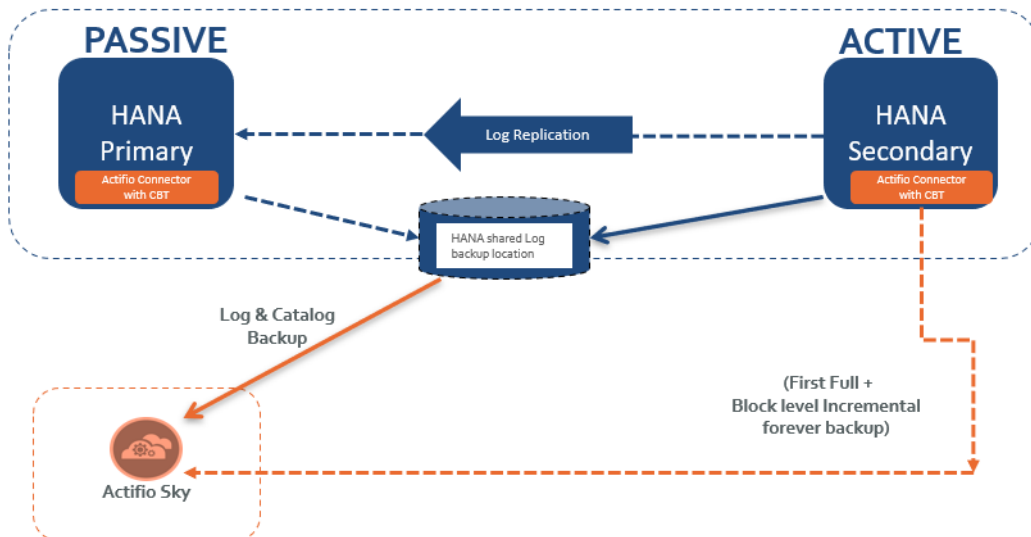 PASSIVE
ACTIVE
HANA
Primary
Actifio Connector
with CBT
Log Replication
HANA
Secondary
Actifio Connector
with CBT
HANA shared Log
backup location
Log & Catalog
Backup
(First Full +
Block level Incremental
forever backup)
Actifio Sky